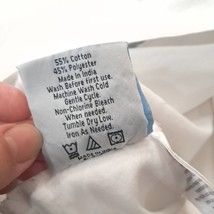 55% Cotton
45% Polyester
Made In India
Wash Before first use.
Machine Wash Cold
Gentle Cycle.
Non-Chlorine Bleach
When needed.
Tumble Dry Low.
Iron As Needed.